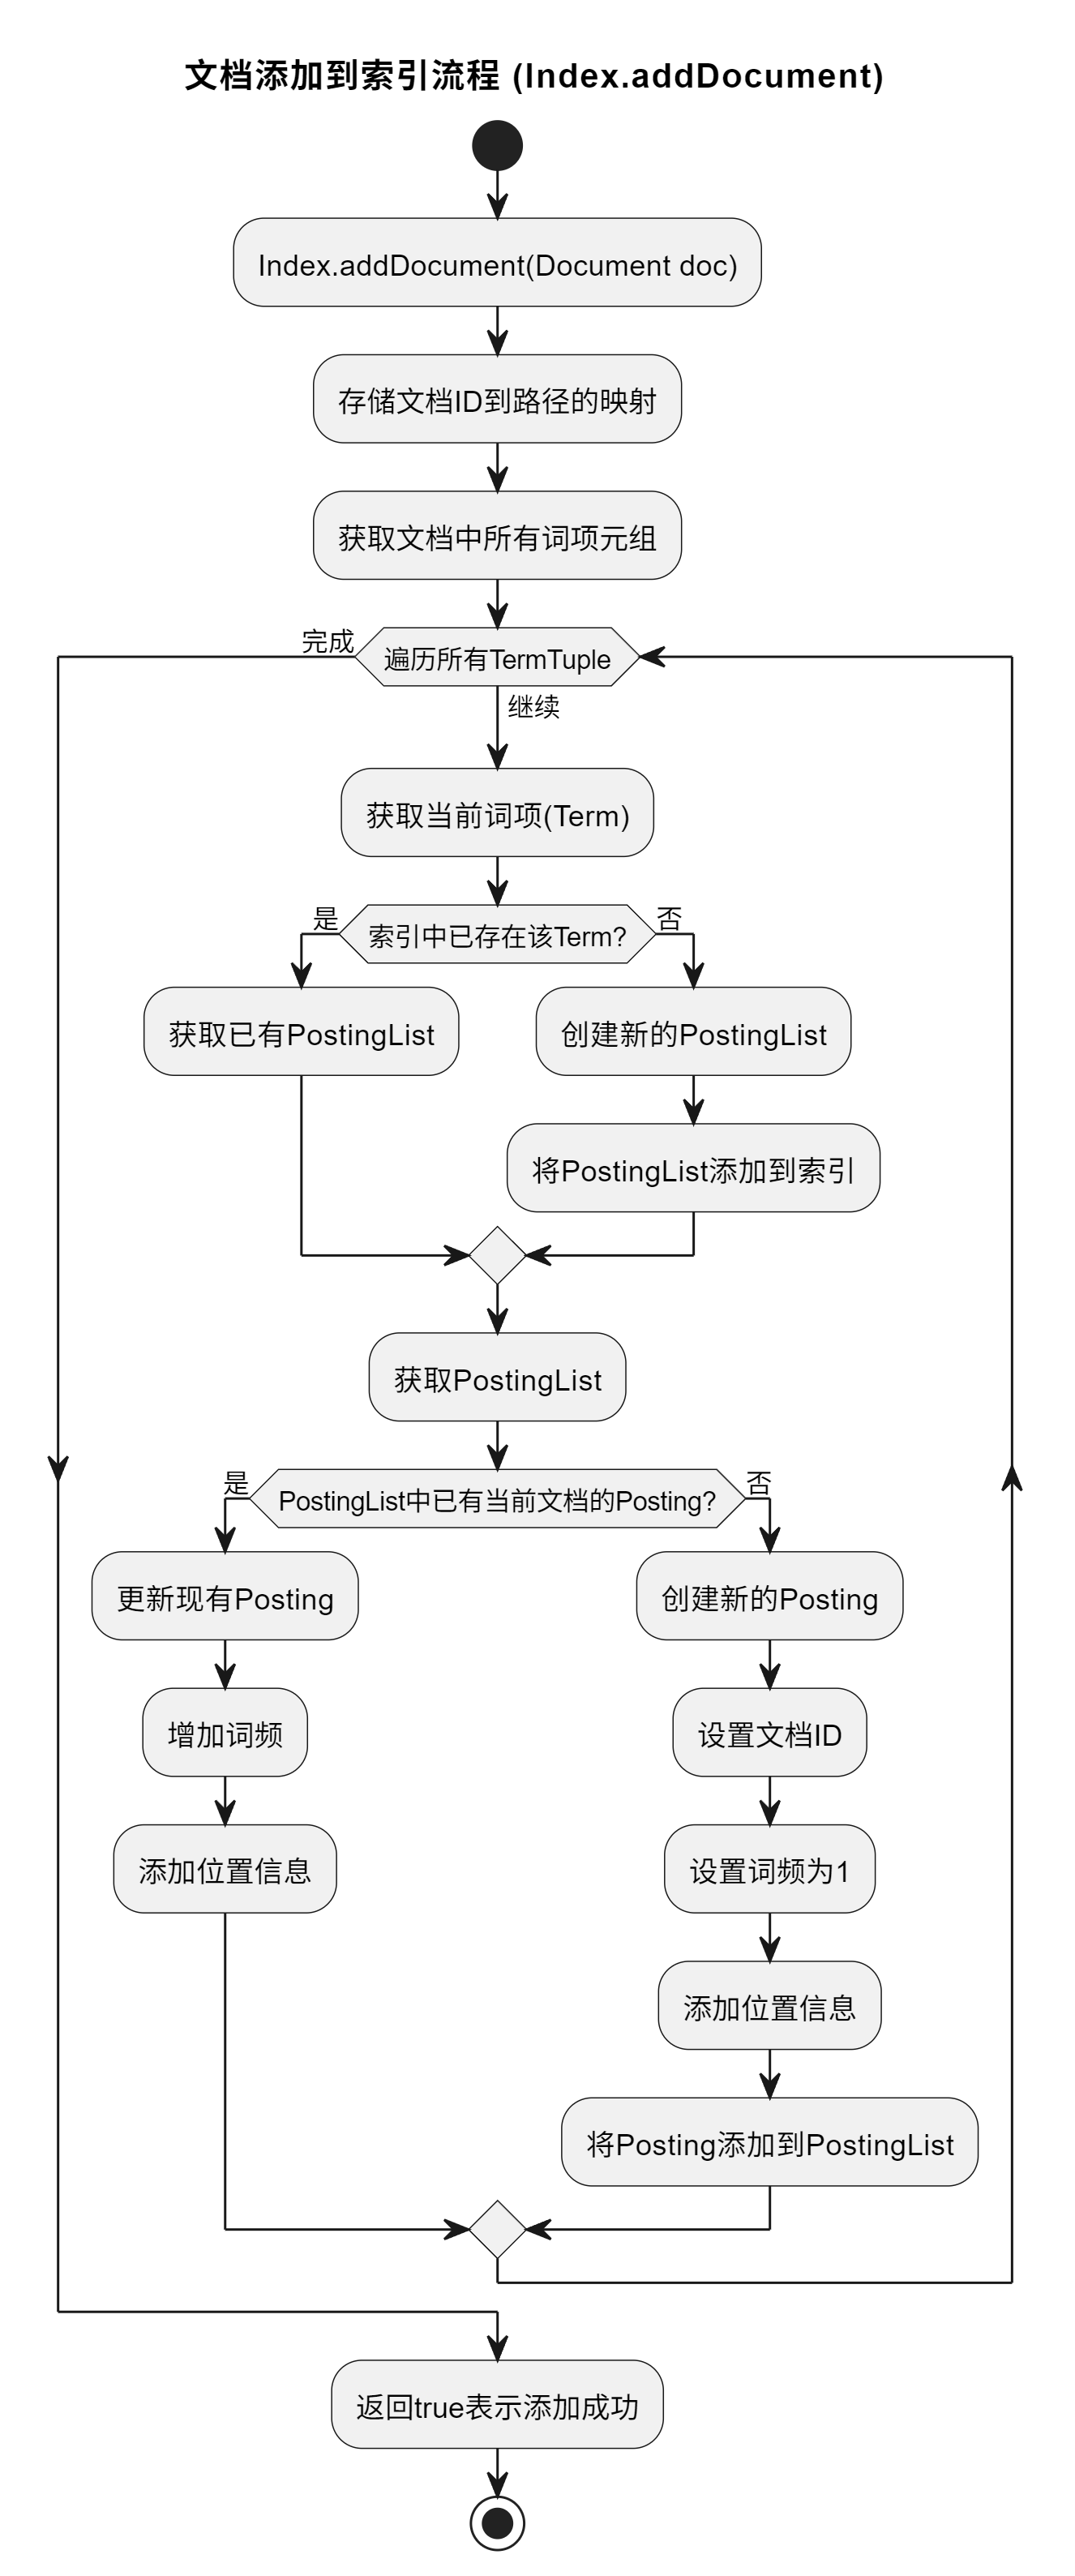 文档添加到索引流程 (Index.addDocument)
Index.addDocument(Document doc)
存储文档ID到路径的映射
获取文档中所有词项元组
完成
遍历所有TermTuple
继续
获取当前词项(Term)
是
索引中已存在该Term?
否
获取已有PostingList
创建新的PostingList
将PostingList添加到索引
获取PostingList
是
PostingList中已有当前文档的Posting?
否
更新现有Posting
创建新的Posting
增加词频
设置文档ID
添加位置信息
设置词频为1
添加位置信息
将Posting添加到PostingList
返回true表示添加成功